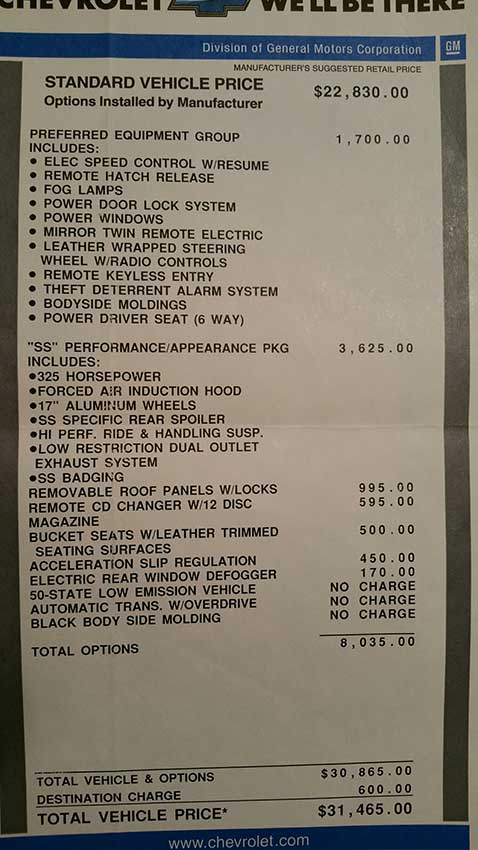 CHEVROLET WE'LL BE THERE
Division of General Motors Corporation GM
MANUFACTURER'S SUGGESTED RETAIL PRICE
STANDARD VEHICLE PRICE $22,830.00
Options Installed by Manufacturer
PREFERRED EQUIPMENT GROUP 1,700.00
INCLUDES:
• ELEC SPEED CONTROL W/RESUME
• REMOTE HATCH RELEASE
• FOG LAMPS
• POWER DOOR LOCK SYSTEM
• POWER WINDOWS
• MIRROR TWIN REMOTE ELECTRIC
• LEATHER WRAPPED STEERING
WHEEL W/RADIO CONTROLS
• REMOTE KEYLESS ENTRY
• THEFT DETERRENT ALARM SYSTEM
• BODYSIDE MOLDINGS
• POWER DRIVER SEAT (6 WAY)
"SS" PERFORMANCE/APPEARANCE PKG 3,625.00
INCLUDES:
•325 HORSEPOWER
•FORCED AIR INDUCTION HOOD
•17" ALUMINUM WHEELS
•SS SPECIFIC REAR SPOILER
•HI PERF. RIDE & HANDLING SUSP.
•LOW RESTRICTION DUAL OUTLET
EXHAUST SYSTEM
•SS BADGING
REMOVABLE ROOF PANELS W/LOCKS 995.00
REMOTE CD CHANGER W/12 DISC 595.00
MAGAZINE
BUCKET SEATS W/LEATHER TRIMMED 500.00
SEATING SURFACES
ACCELERATION SLIP REGULATION 450.00
ELECTRIC REAR WINDOW DEFOGGER 170.00
50-STATE LOW EMISSION VEHICLE NO CHARGE
AUTOMATIC TRANS. W/OVERDRIVE NO CHARGE
BLACK BODY SIDE MOLDING NO CHARGE
TOTAL OPTIONS 8,035.00
TOTAL VEHICLE & OPTIONS $30,865.00
DESTINATION CHARGE 600.00
TOTAL VEHICLE PRICE* $31,465.00
www.chevrolet.com